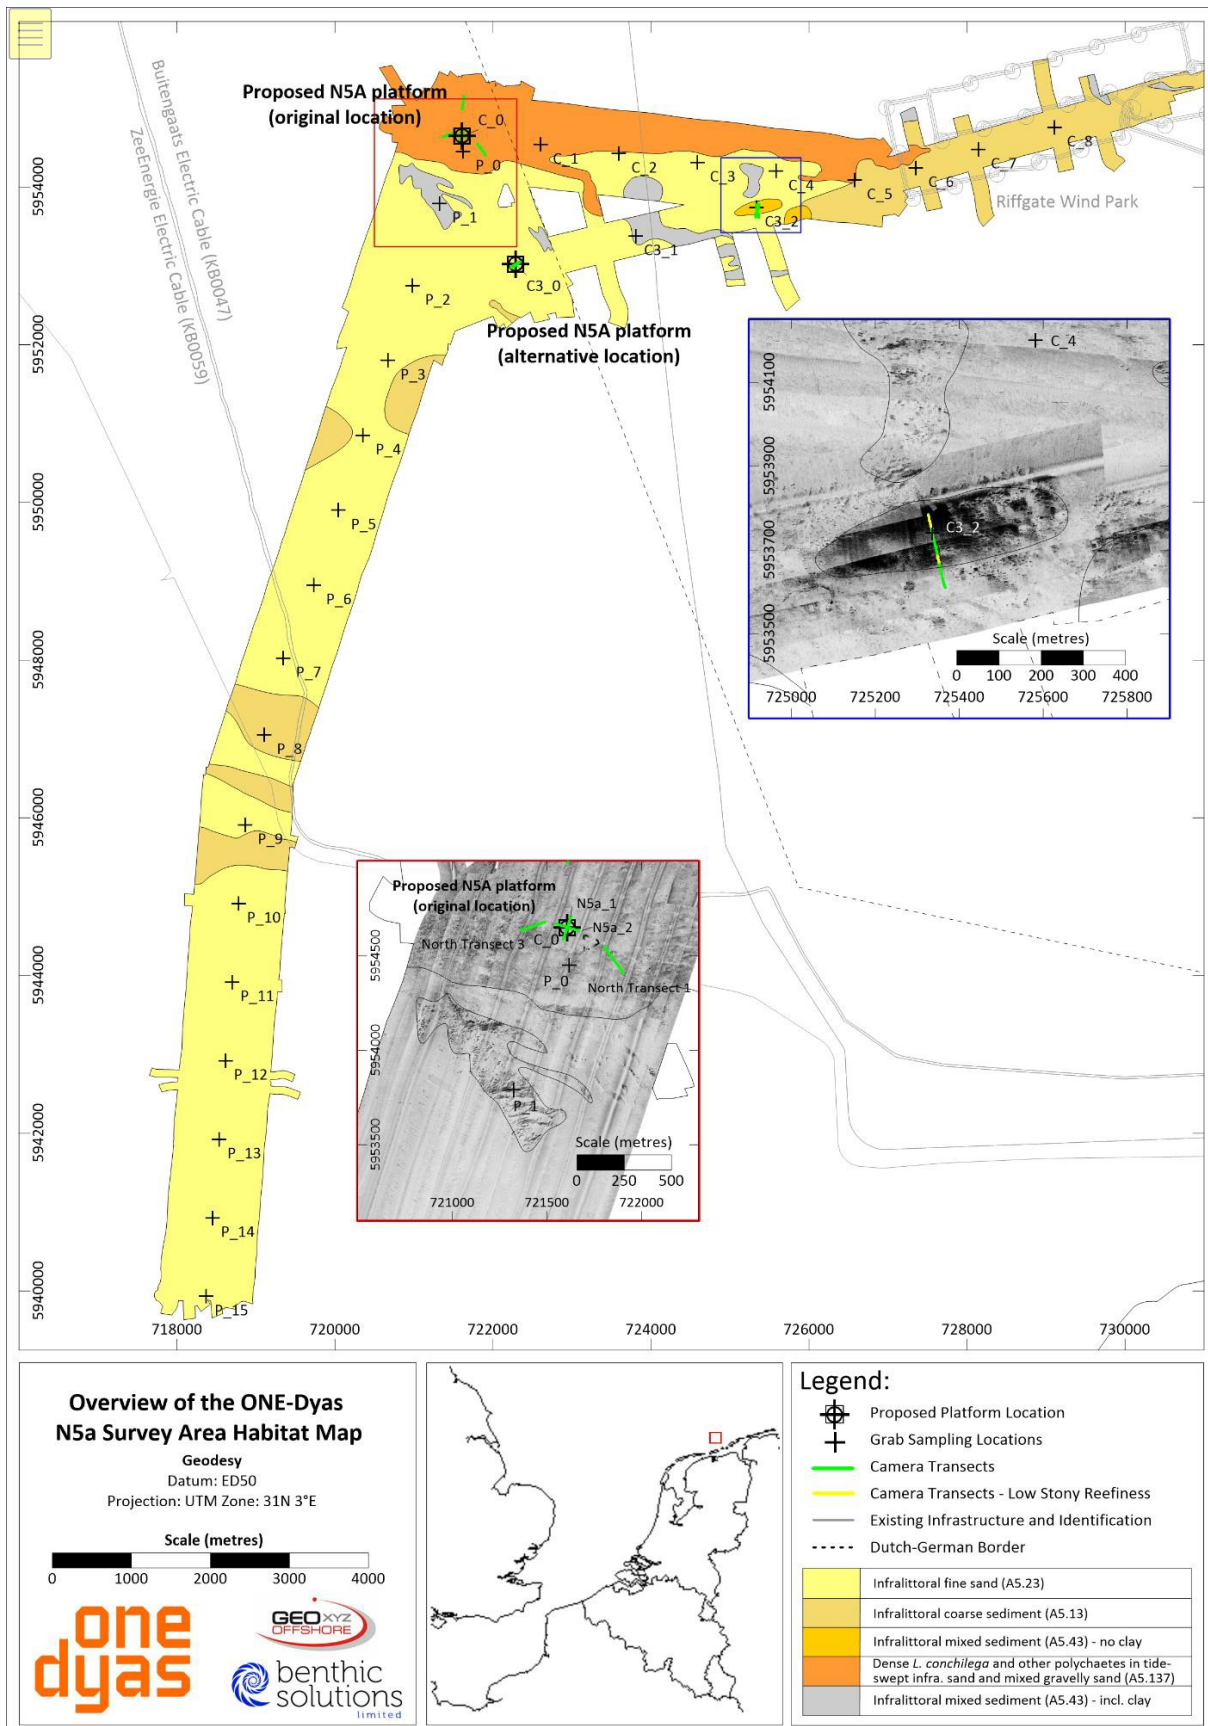 Proposed N5A platform
(original location)
Buitengaats Electric Cable (KB0047)
ZeeEnergie Electric Cable (KB0059)
C_0
P_0
C_1
C_2
C_3
C_4
C_5
C_6
C_7
C_8
Riffgate Wind Park
P_1
C3_2
C3_1
C3_0
P_2
Proposed N5A platform
(alternative location)
P_3
P_4
P_5
P_6
P_7
P_8
P_9
P_10
P_11
P_12
P_13
P_14
P_15
5954000
5952000
5950000
5948000
5946000
5944000
5942000
5940000
718000
720000
722000
724000
726000
728000
730000
C_4
C3_2
5954100
5953900
5953700
5953500
Scale (metres)
0 100 200 300 400
725000 725200 725400 725600 725800
Proposed N5A platform
(original location)
N5a_1
N5a_2
North Transect 3
C_0
P_0
North Transect 1
P_1
5954500
5954000
5953500
Scale (metres)
0 250 500
721000 721500 722000
Overview of the ONE-Dyas
N5a Survey Area Habitat Map
Geodesy
Datum: ED50
Projection: UTM Zone: 31N 3°E
Scale (metres)
0 1000 2000 3000 4000
one
dyas
GEOXYZ
OFFSHORE
benthic
solutions
limited
Legend:
Proposed Platform Location
Grab Sampling Locations
Camera Transects
Camera Transects - Low Stony Reefiness
Existing Infrastructure and Identification
Dutch-German Border
Infralittoral fine sand (A5.23)
Infralittoral coarse sediment (A5.13)
Infralittoral mixed sediment (A5.43) - no clay
Dense L. conchilega and other polychaetes in tide-
swept infra. sand and mixed gravelly sand (A5.137)
Infralittoral mixed sediment (A5.43) - incl. clay